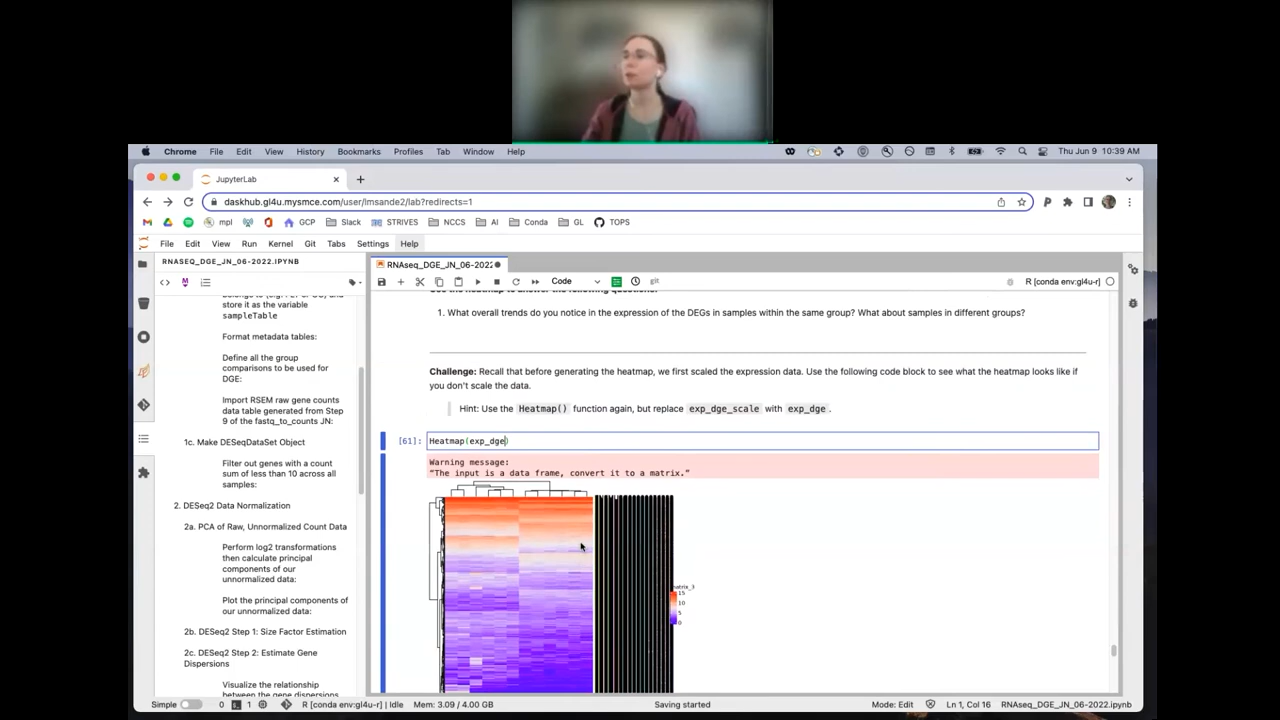 Chrome File Edit View History Bookmarks Profiles Tab Window Help Thu Jun 9 10:39 AM
JupyterLab
daskhub.gl4u.mysmce.com/user/lmsande2/lab?redirects=1
mpl GCP Slack STRIVES NCCS AI Conda GL TOPS
File Edit View Run Kernel Git Tabs Settings Help
RNASEQ_DGE_JN_06-2022.IPYNB
RNAseq_DGE_JN_06-2022
Code
git
R [conda env:gl4u-r]
store it as the variable
sampleTable
Format metadata tables:
Define all the group
comparisons to be used for
DGE:
Import RSEM raw gene counts
data table generated from Step
9 of the fastq_to_counts JN:
1c. Make DESeqDataSet Object
Filter out genes with a count
sum of less than 10 across all
samples:
2. DESeq2 Data Normalization
2a. PCA of Raw, Unnormalized Count Data
Perform log2 transformations
then calculate principal
components of our
unnormalized data:
Plot the principal components
of our unnormalized data:
2b. DESeq2 Step 1: Size Factor Estimation
2c. DESeq2 Step 2: Estimate Gene
Dispersions
Visualize the relationship
between the gene dispersions
1. What overall trends do you notice in the expression of the DEGs in samples within the same group? What about samples in different groups?
Challenge: Recall that before generating the heatmap, we first scaled the expression data. Use the following code block to see what the heatmap looks like if
you don't scale the data.
Hint: Use the Heatmap() function again, but replace exp_dge_scale with exp_dge .
[61]: Heatmap(exp_dge)
Warning message:
“The input is a data frame, convert it to a matrix.”
matrix_3
15
10
5
0
Simple 0 1 R [conda env:gl4u-r] | Idle Mem: 3.09 / 4.00 GB Saving started Mode: Edit Ln 1, Col 16 RNAseq_DGE_JN_06-2022.ipynb